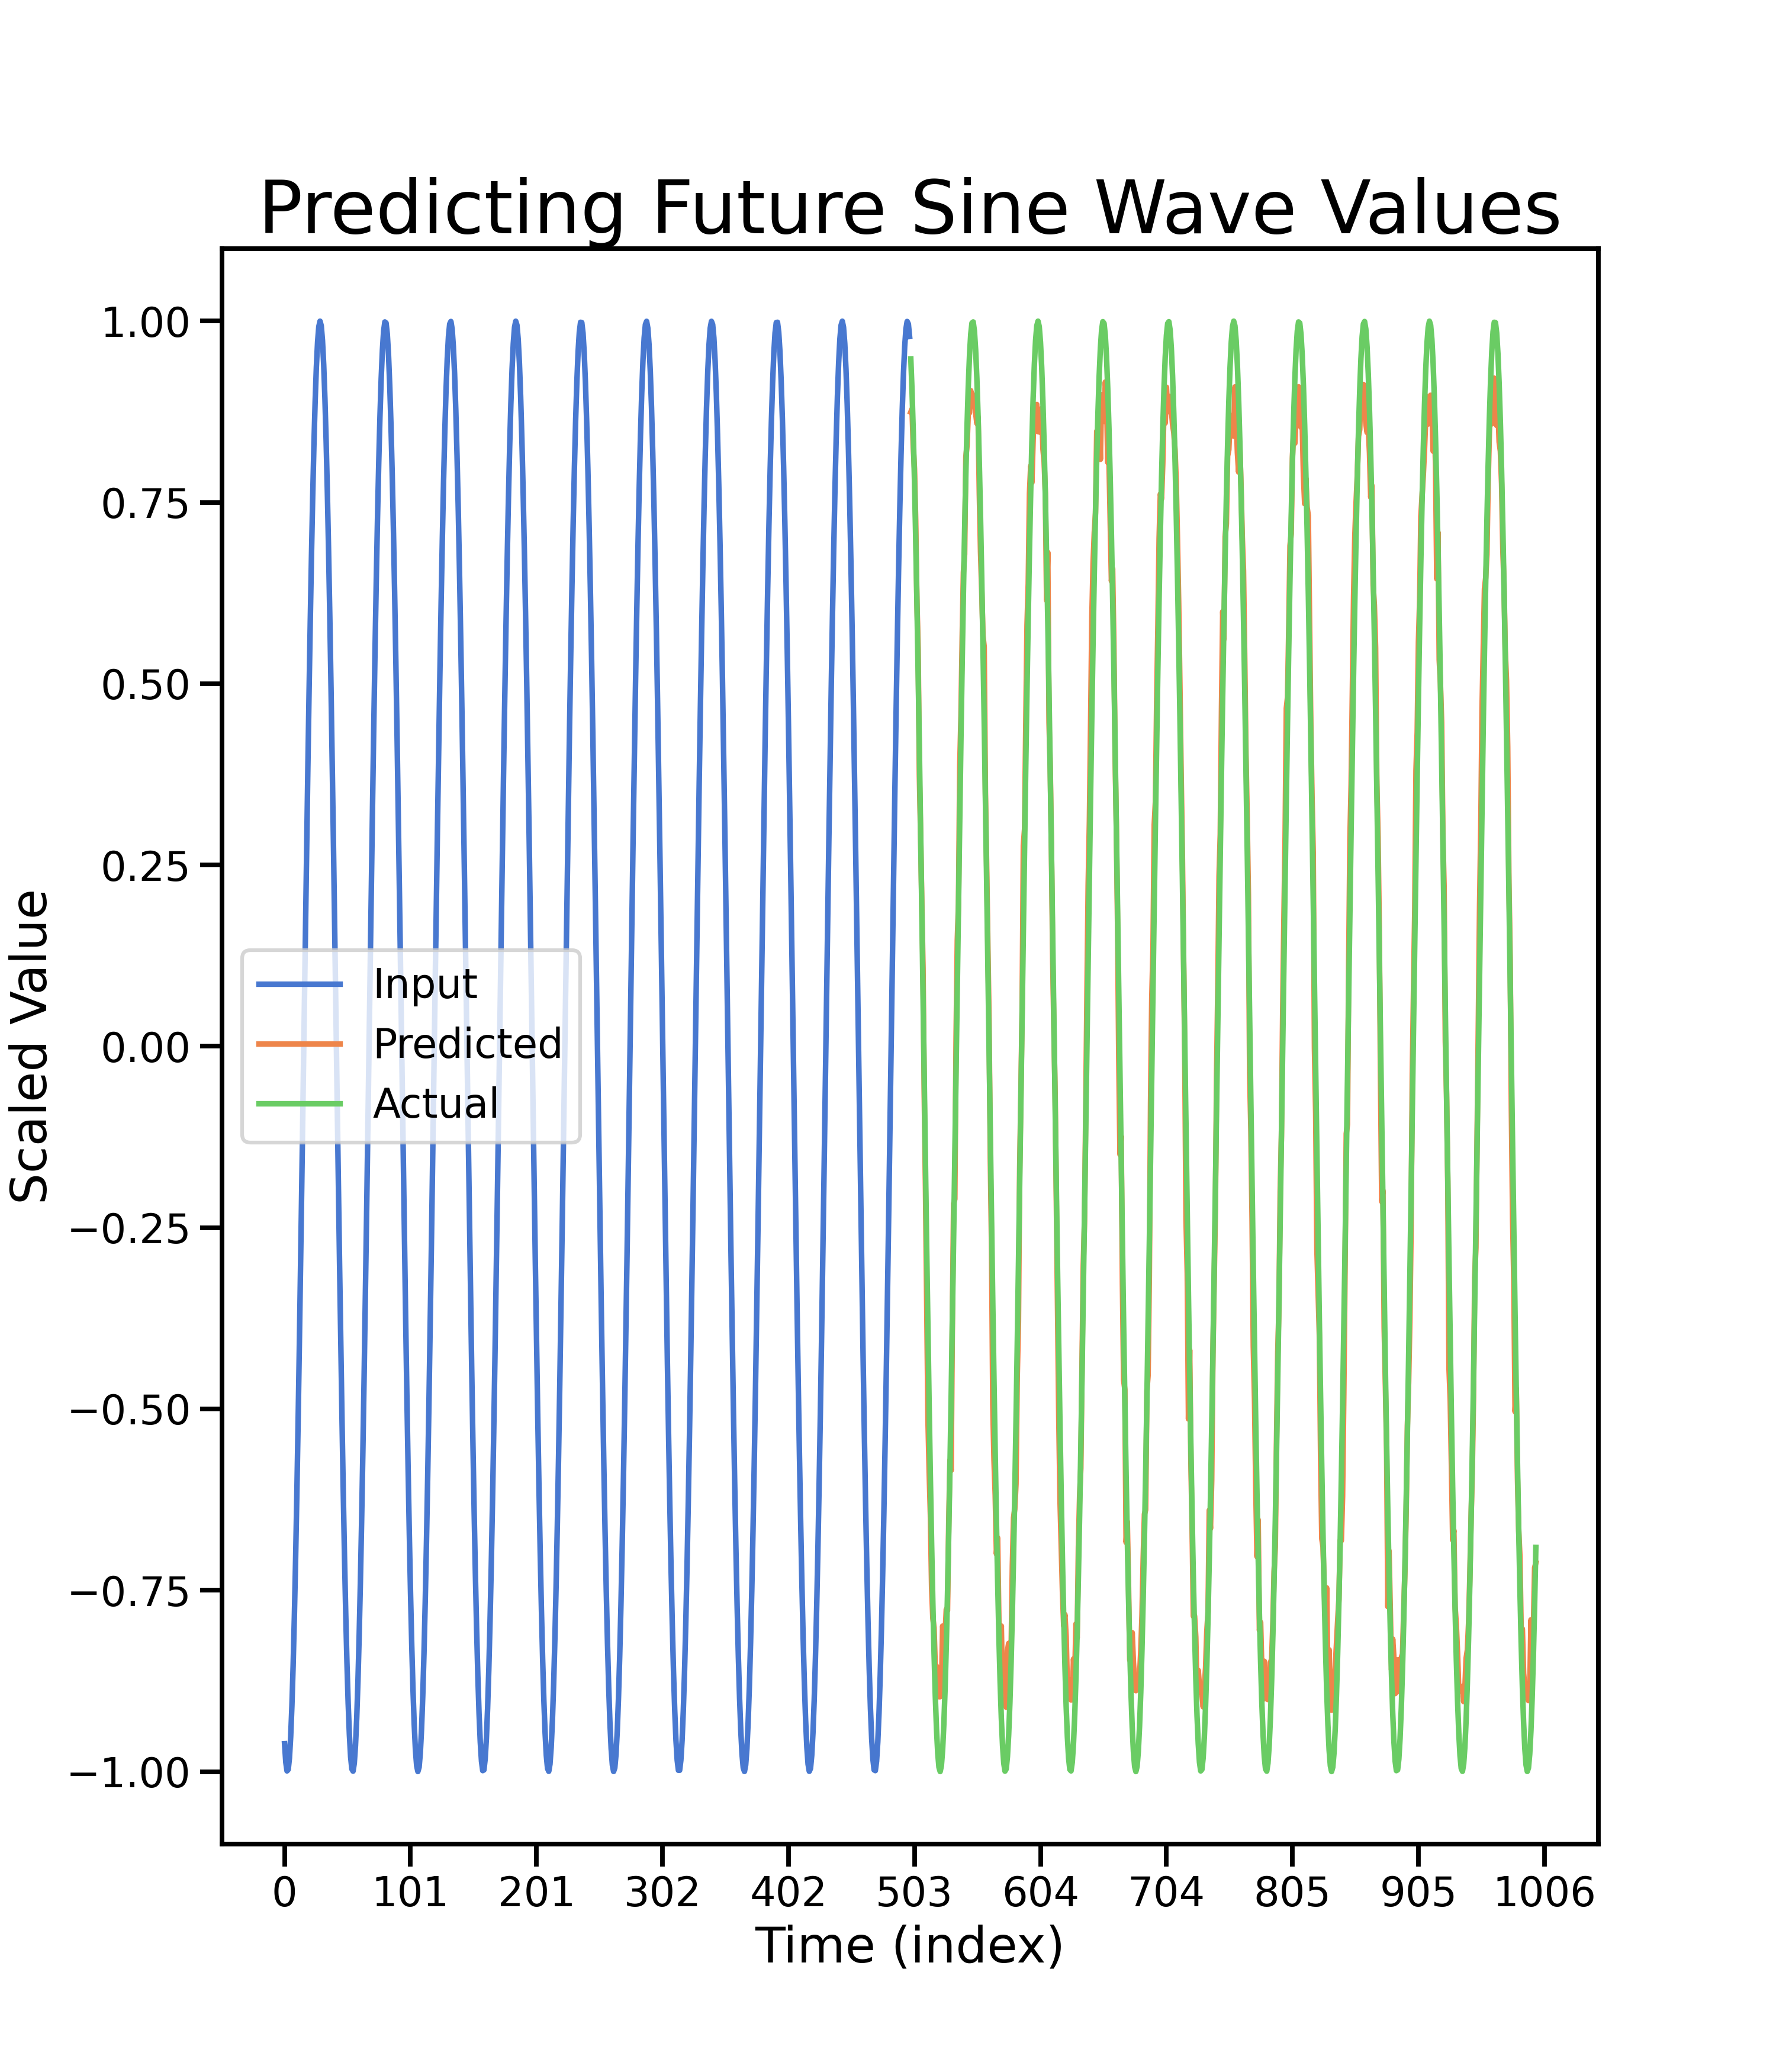 Predicting Future Sine Wave Values
1.00
0.75
0.50
0.25
0.00
−0.25
−0.50
−0.75
−1.00
Scaled Value
Input
Predicted
Actual
0 101 201 302 402 503 604 704 805 905 1006
Time (index)